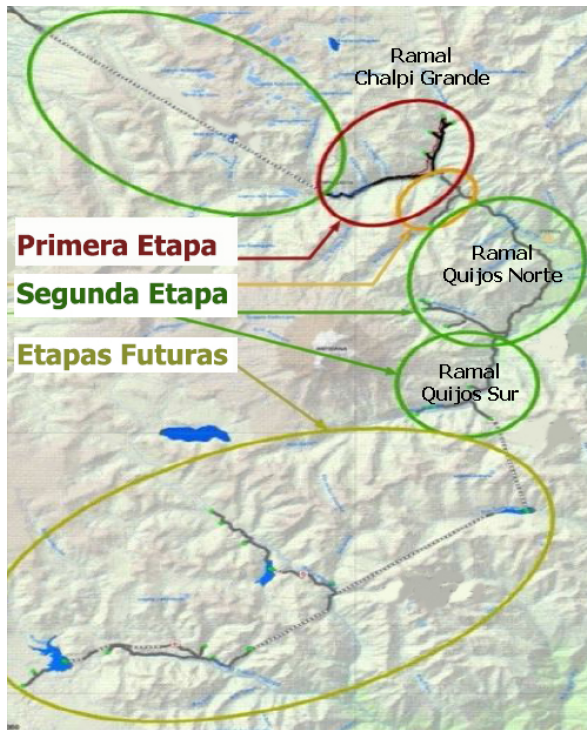 Ramal
Chalpi Grande
Primera Etapa
Ramal
Quijos Norte
Segunda Etapa
Etapas Futuras
Ramal
Quijos Sur